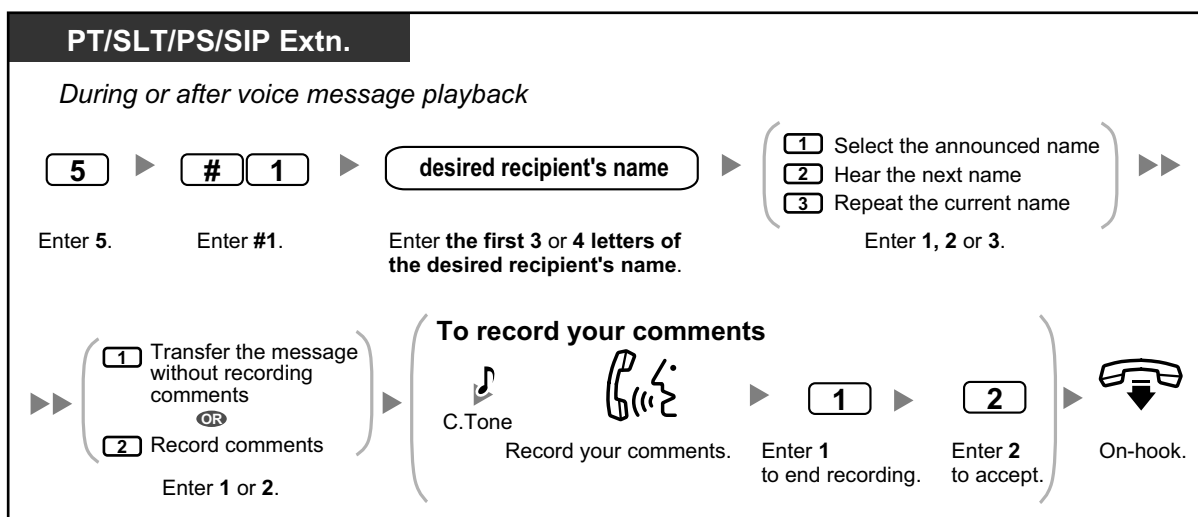 PT/SLT/PS/SIP Extn.
During or after voice message playback
5
# 1
desired recipient's name
1 Select the announced name
2 Hear the next name
3 Repeat the current name
Enter 5.
Enter #1.
Enter the first 3 or 4 letters of
the desired recipient's name.
Enter 1, 2 or 3.
1 Transfer the message
without recording
comments
OR
2 Record comments
Enter 1 or 2.
To record your comments
C.Tone
Record your comments.
1
Enter 1
to end recording.
2
Enter 2
to accept.
On-hook.